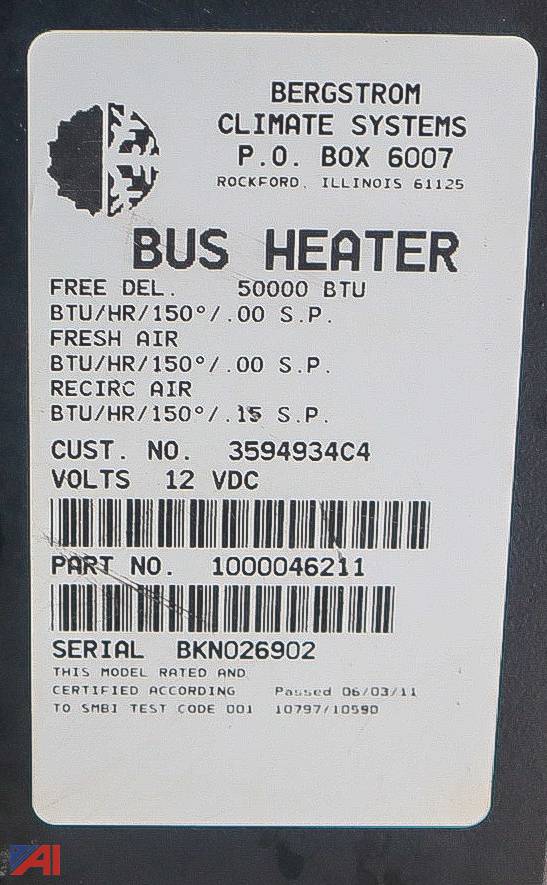 BERGSTROM
CLIMATE SYSTEMS
P.O. BOX 6007
ROCKFORD, ILLINOIS 61125
BUS HEATER
FREE DEL. 50000 BTU
BTU/HR/150°/.00 S.P.
FRESH AIR
BTU/HR/150°/.00 S.P.
RECIRC AIR
BTU/HR/150°/.15 S.P.
CUST. NO. 3594934C4
VOLTS 12 VDC
PART NO. 1000046211
SERIAL BKN026902
THIS MODEL RATED AND
CERTIFIED ACCORDING Passed 06/03/11
TO SMBI TEST CODE 001 10797/10590
AI